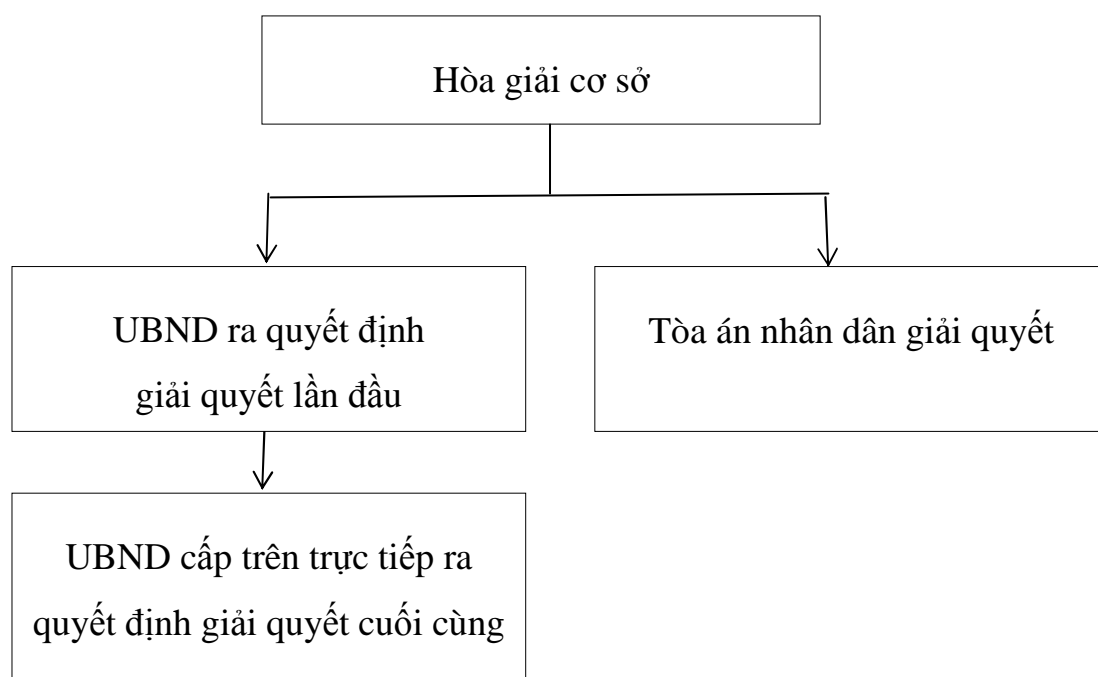 Hòa giải cơ sở
UBND ra quyết định
giải quyết lần đầu
Tòa án nhân dân giải quyết
UBND cấp trên trực tiếp ra
quyết định giải quyết cuối cùng